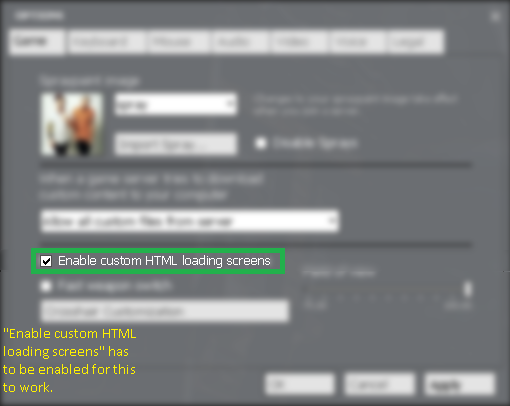 Game
Keyboard
Mouse
Audio
Video
Voice
Legal
Spraypaint image
spray
Import Spray...
Disable Sprays
When a game server tries to download
custom content to your computer
Allow all custom files from server
Enable custom HTML loading screens
Fast weapon switch
Field of view
Crosshair Customization
"Enable custom HTML
loading screens" has
to be enabled for this
to work.
OK
Cancel
Apply